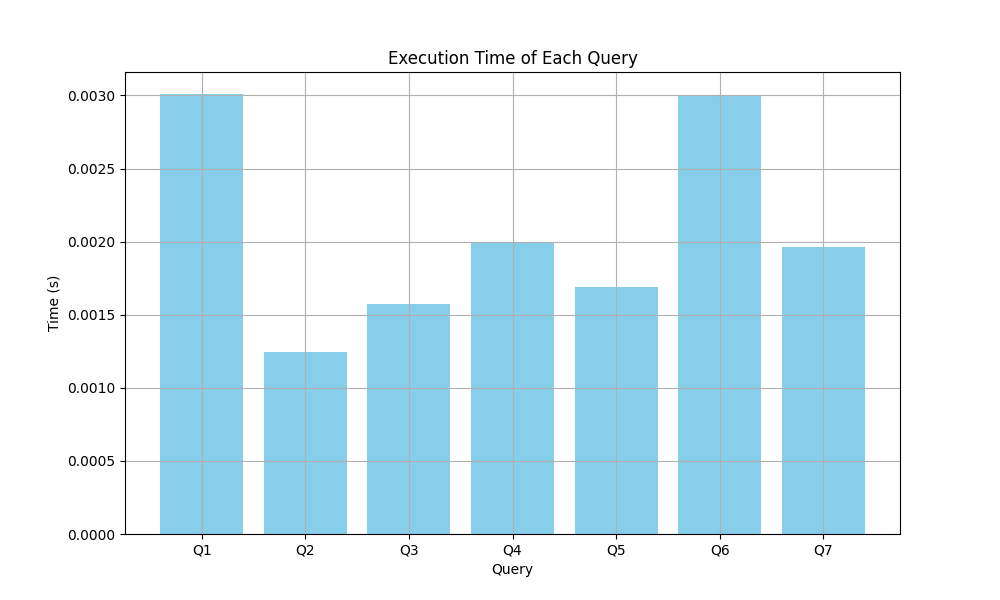 Execution Time of Each Query
0.0030
0.0025
0.0020
0.0015
0.0010
0.0005
0.0000
Time (s)
Q1 Q2 Q3 Q4 Q5 Q6 Q7
Query